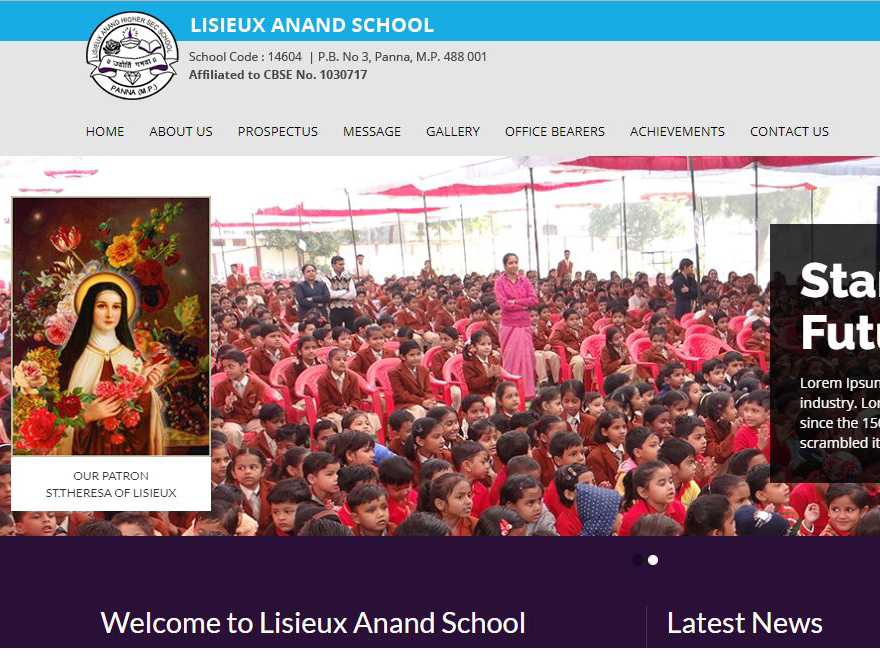 LISIEUX ANAND SCHOOL
LISIEUX ANAND HIGHER SEC SCHOOL
PANNA (M.P.)
School Code : 14604 | P.B. No 3, Panna, M.P. 488 001
Affiliated to CBSE No. 1030717
HOME ABOUT US PROSPECTUS MESSAGE GALLERY OFFICE BEARERS ACHIEVEMENTS CONTACT US
Futu
Lorem Ipsum
industry. Lor
since the 150
scrambled it
OUR PATRON
ST.THERESA OF LISIEUX
Welcome to Lisieux Anand School
Latest News